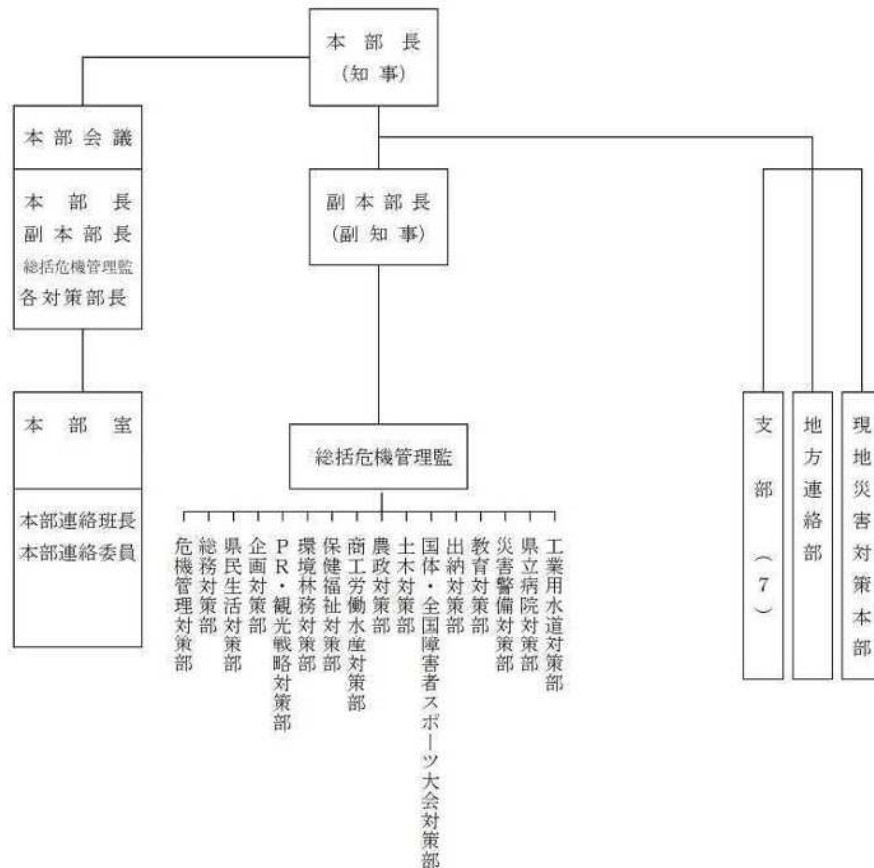 本部長
(知事)
本部会議
本部長
副本部長
総括危機管理監
各対策部長
副本部長
(副知事)
本部室
本部連絡班長
本部連絡委員
総括危機管理監
危機管理対策部
総務対策部
県民生活対策部
企画対策部
PR・観光戦略対策部
環境林務対策部
保健福祉対策部
商工労働水産対策部
農政対策部
土木対策部
国体・全国障害者スポーツ大会対策部
出納対策部
教育対策部
災害警備対策部
県立病院対策部
工業用水道対策部
支部(7)
地方連絡部
現地災害対策本部